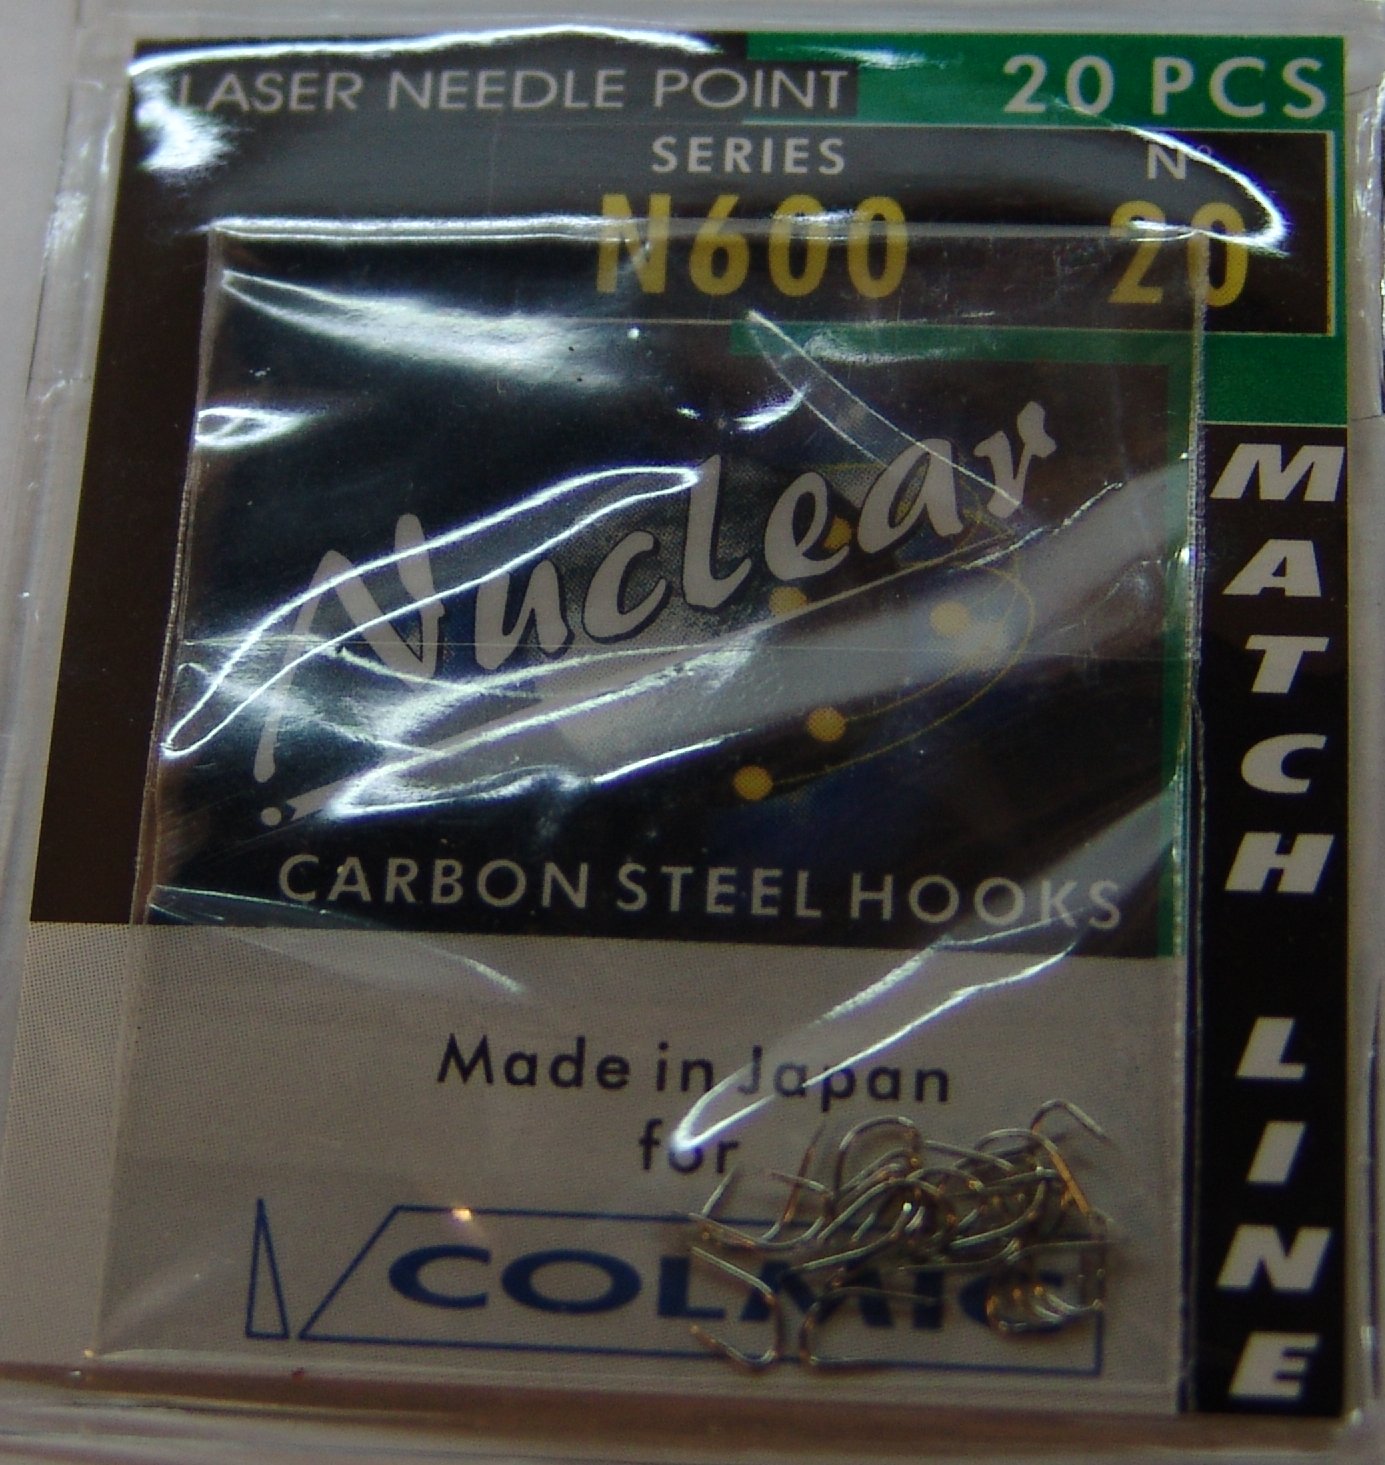 LASER NEEDLE POINT
20 PCS
SERIES
N°
N600
20
Nuclear
CARBON STEEL HOOKS
Made in Japan
for
COLMIC
MATCH LINE